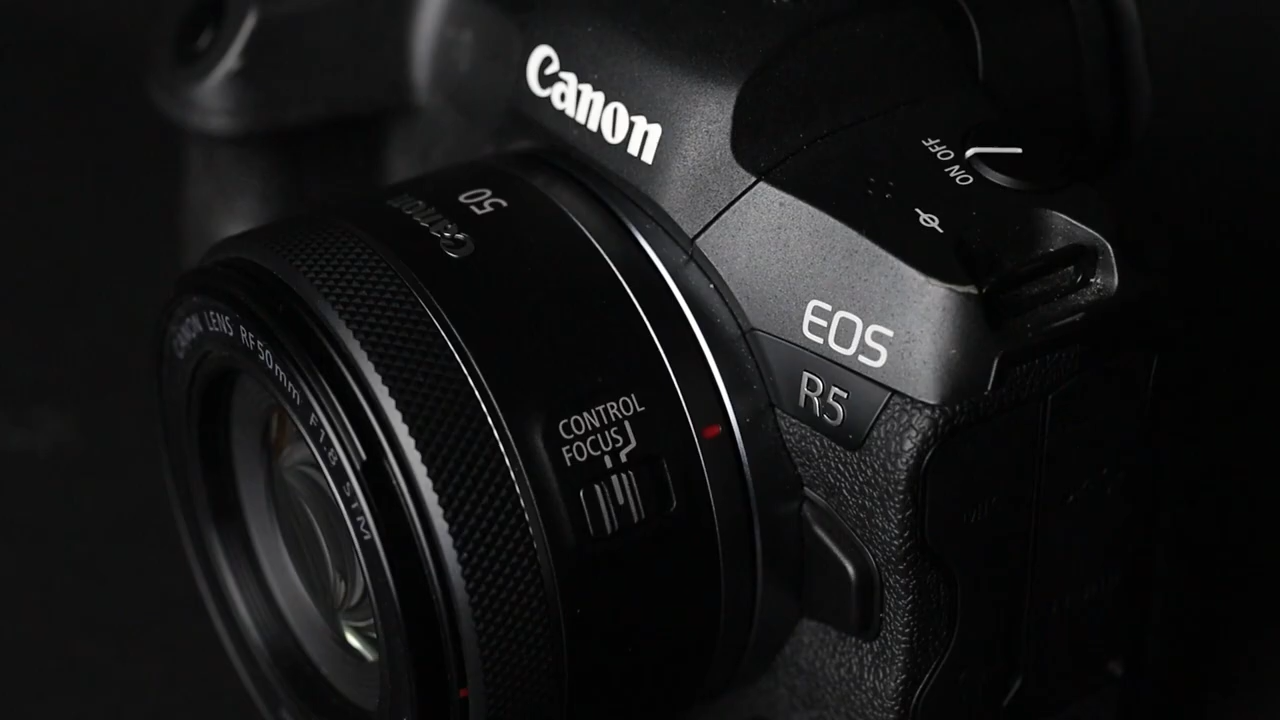 Canon
OFF
ON
50
Canon
EOS
R5
CANON LENS RF50mm F1.8 STM
CONTROL
FOCUS